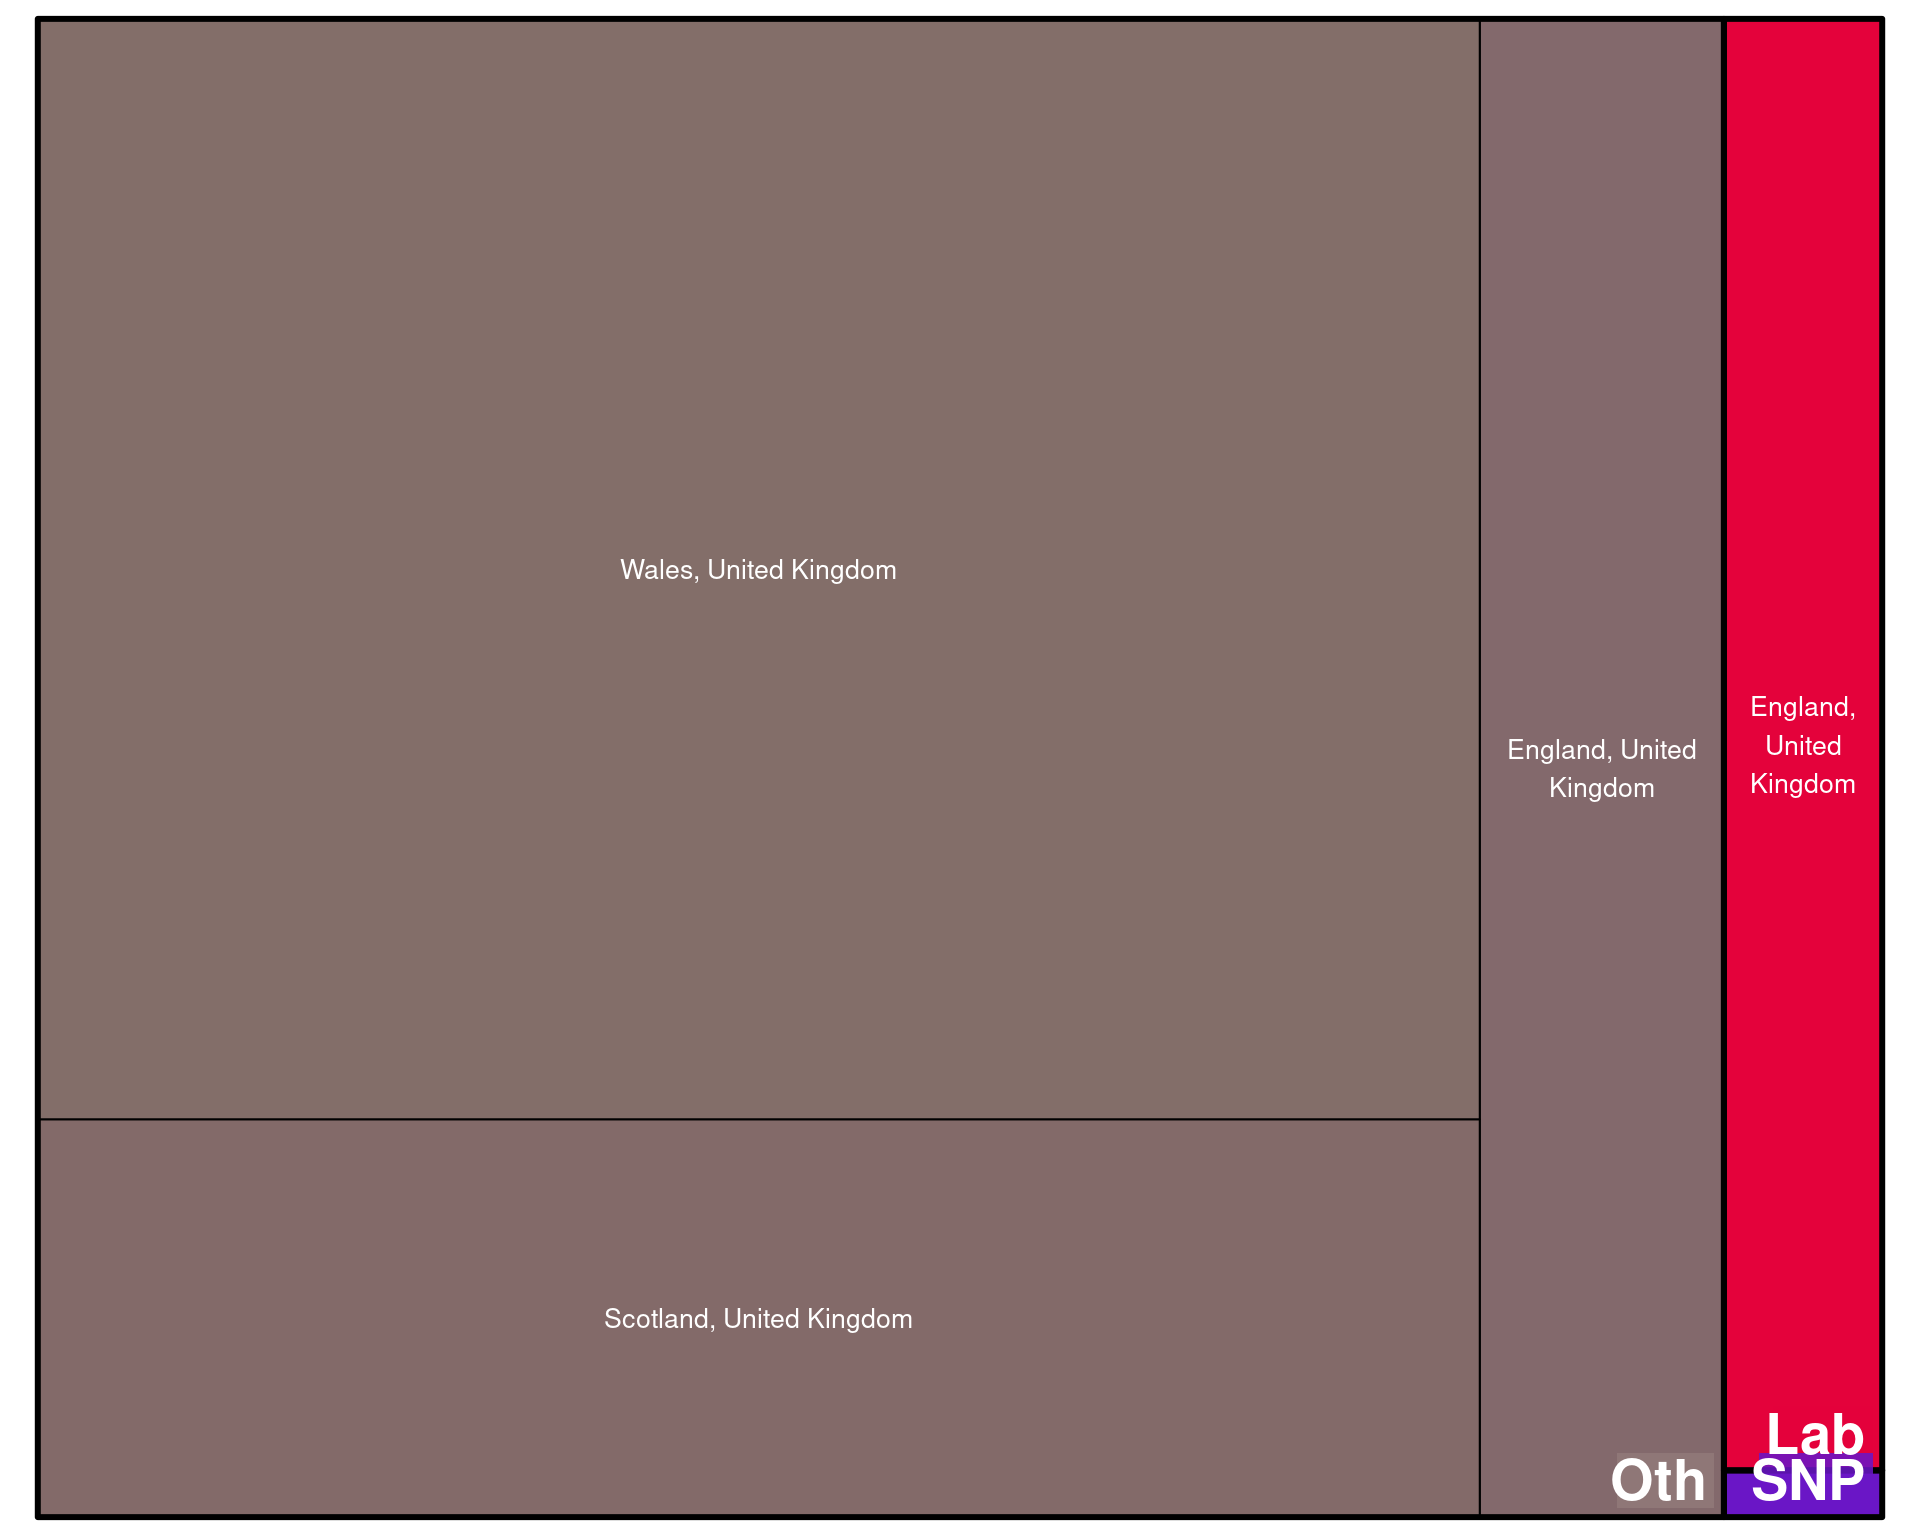 Wales, United Kingdom
Scotland, United Kingdom
England, United
Kingdom
Oth
England,
United
Kingdom
Lab
SNP